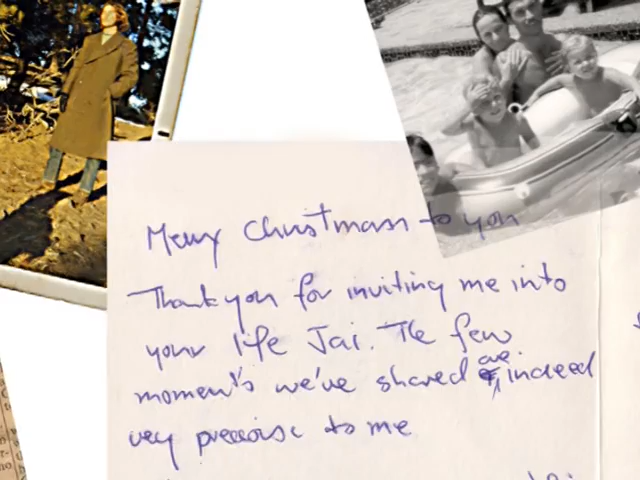 Merry Christmas to you
Thank you for inviting me into
your life Jai. The few
moment's we've shared are indeed
very precoise to me